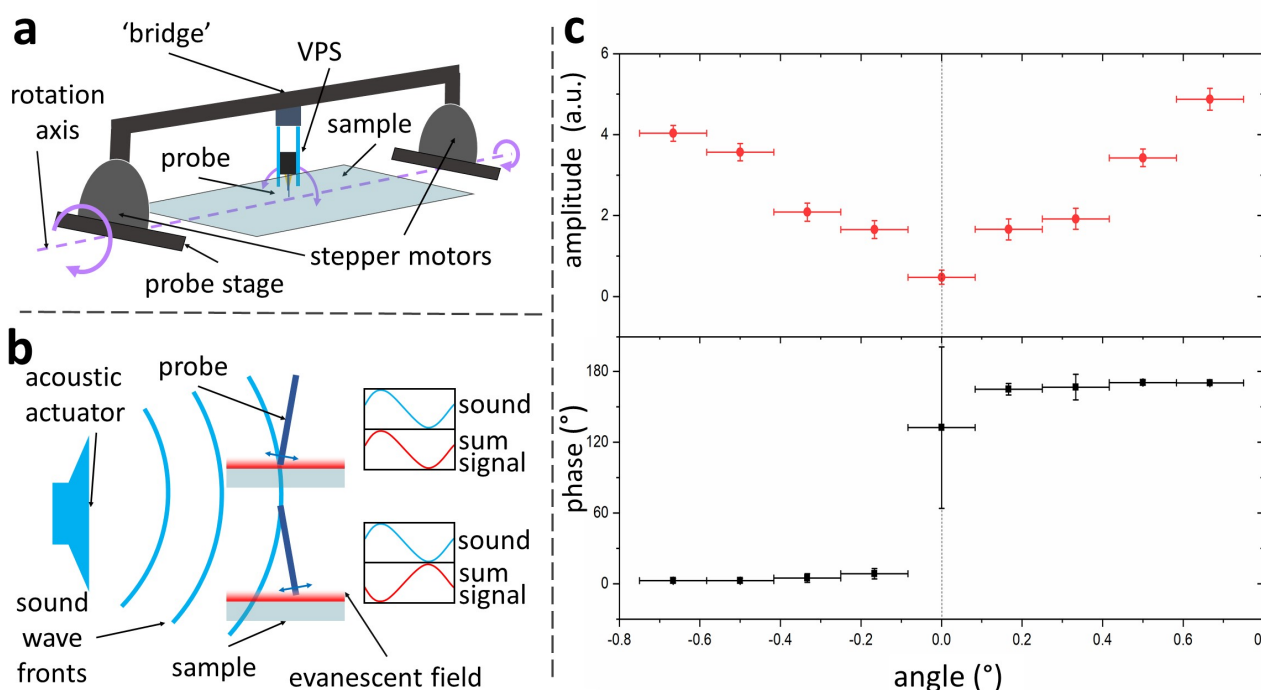 a
'bridge'
VPS
rotation
axis
sample
probe
stepper motors
probe stage
b
probe
acoustic
actuator
sound
sum
signal
sound
sum
signal
sound
wave
fronts
sample
evanescent field
c
amplitude (a.u.)
6
4
2
0
phase (°)
180
120
60
0
-0.8 -0.6 -0.4 -0.2 0.0 0.2 0.4 0.6
angle (°)